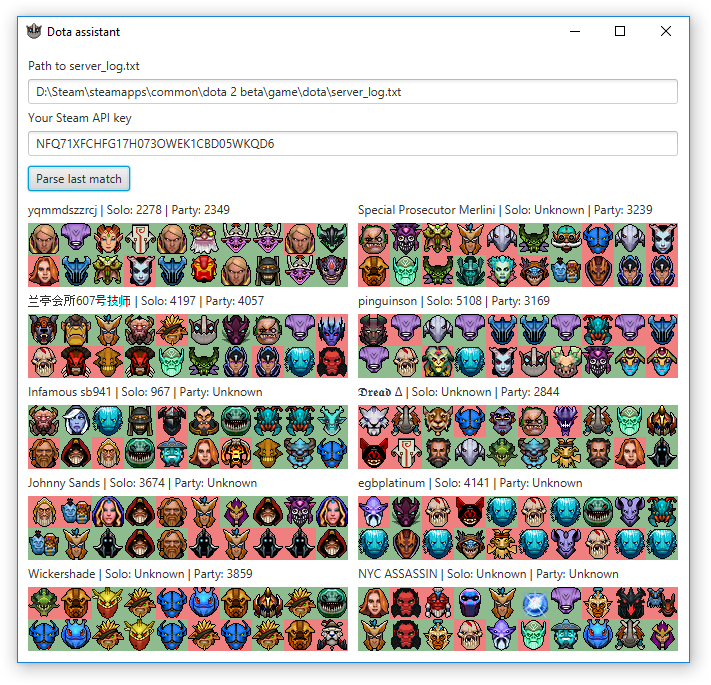 Dota assistant
Path to server_log.txt
D:\Steam\steamapps\common\dota 2 beta\game\dota\server_log.txt
Your Steam API key
NFQ71XFCHFG17H073OWEK1CBD05WKQD6
Parse last match
yqmmdszzrcj | Solo: 2278 | Party: 2349
Special Prosecutor Merlini | Solo: Unknown | Party: 3239
兰亭会所607号技师 | Solo: 4197 | Party: 4057
pinguinson | Solo: 5108 | Party: 3169
Infamous sb941 | Solo: 967 | Party: Unknown
𝕯𝖗𝖊𝖆𝖉 Δ | Solo: Unknown | Party: 2844
Johnny Sands | Solo: 3674 | Party: Unknown
egbplatinum | Solo: 4141 | Party: Unknown
Wickershade | Solo: Unknown | Party: 3859
NYC ASSASSIN | Solo: Unknown | Party: Unknown